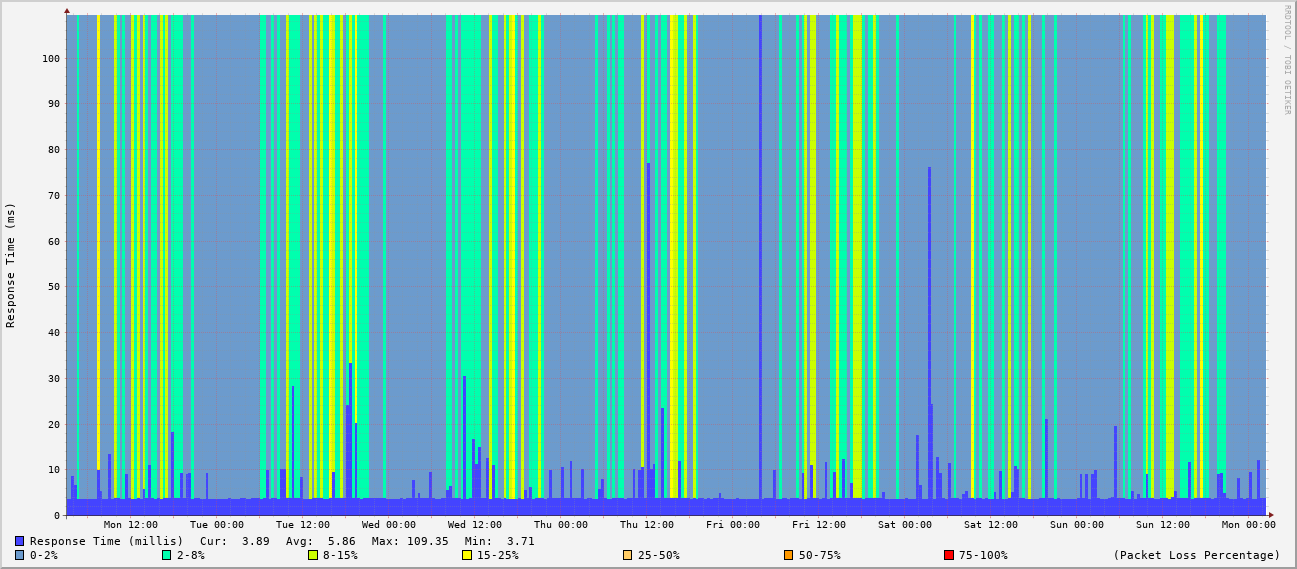 RRDTOOL / TOBI OETIKER
Response Time (ms)
100
90
80
70
60
50
40
30
20
10
0
Mon 12:00 Tue 00:00 Tue 12:00 Wed 00:00 Wed 12:00 Thu 00:00 Thu 12:00 Fri 00:00 Fri 12:00 Sat 00:00 Sat 12:00 Sun 00:00 Sun 12:00 Mon 00:00
Response Time (millis) Cur: 3.89 Avg: 5.86 Max: 109.35 Min: 3.71
0-2% 2-8% 8-15% 15-25% 25-50% 50-75% 75-100% (Packet Loss Percentage)